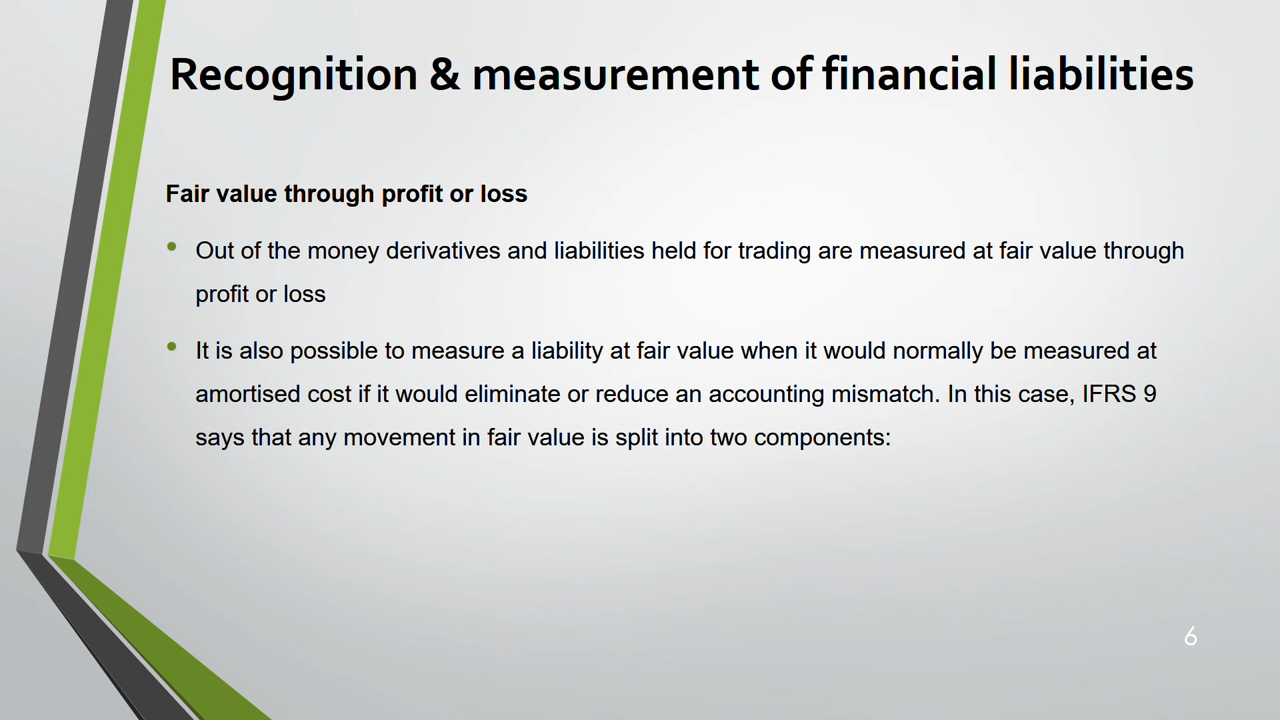 Recognition & measurement of financial liabilities
Fair value through profit or loss
• Out of the money derivatives and liabilities held for trading are measured at fair value through
profit or loss
• It is also possible to measure a liability at fair value when it would normally be measured at
amortised cost if it would eliminate or reduce an accounting mismatch. In this case, IFRS 9
says that any movement in fair value is split into two components:
6